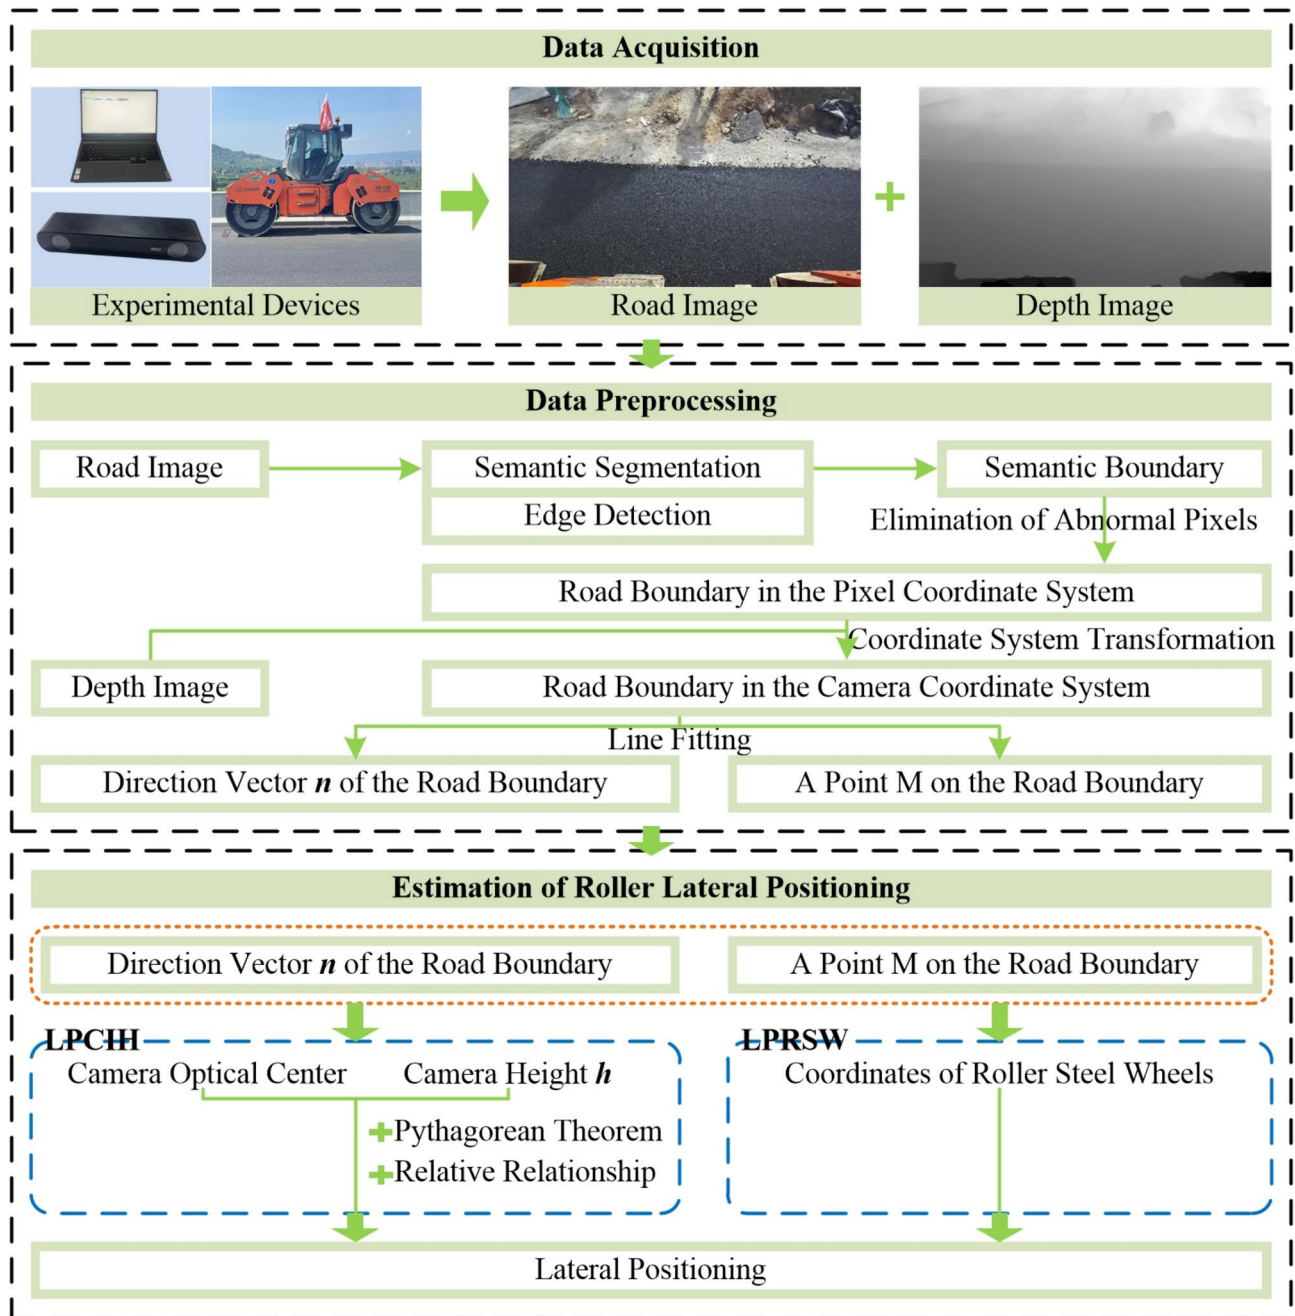 Data Acquisition
Experimental Devices
Road Image
Depth Image
Data Preprocessing
Road Image
Semantic Segmentation
Semantic Boundary
Edge Detection
Elimination of Abnormal Pixels
Road Boundary in the Pixel Coordinate System
Coordinate System Transformation
Depth Image
Road Boundary in the Camera Coordinate System
Line Fitting
Direction Vector n of the Road Boundary
A Point M on the Road Boundary
Estimation of Roller Lateral Positioning
Direction Vector n of the Road Boundary
A Point M on the Road Boundary
LPCIH
Camera Optical Center
Camera Height h
Pythagorean Theorem
Relative Relationship
LPRSW
Coordinates of Roller Steel Wheels
Lateral Positioning